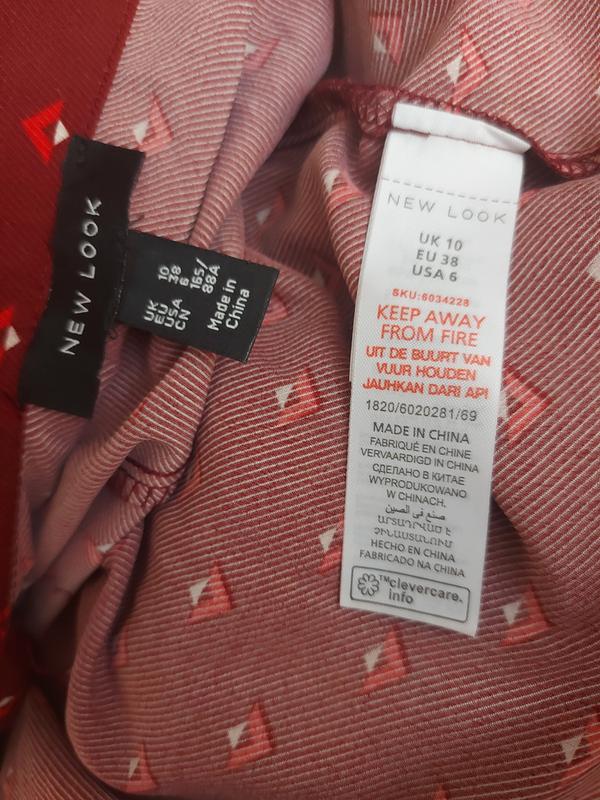 NEW LOOK
UK 10
EU 38
USA 6
CN 165/
88A
Made in
China
NEW LOOK
UK 10
EU 38
USA 6
SKU:6034228
KEEP AWAY
FROM FIRE
UIT DE BUURT VAN
VUUR HOUDEN
JAUHKAN DARI API
1820/6020281/69
MADE IN CHINA
FABRIQUÉ EN CHINE
VERVAARDIGD IN CHINA
СДЕЛАНО В КИТАЕ
WYPRODUKOWANO
W CHINACH.
صنع في الصين
ԱՐՏԱԴՐՎԱԾ Է
ՉԻՆԱՍՏԱՆՈՒՄ
HECHO EN CHINA
FABRICADO NA CHINA
™clevercare.
info